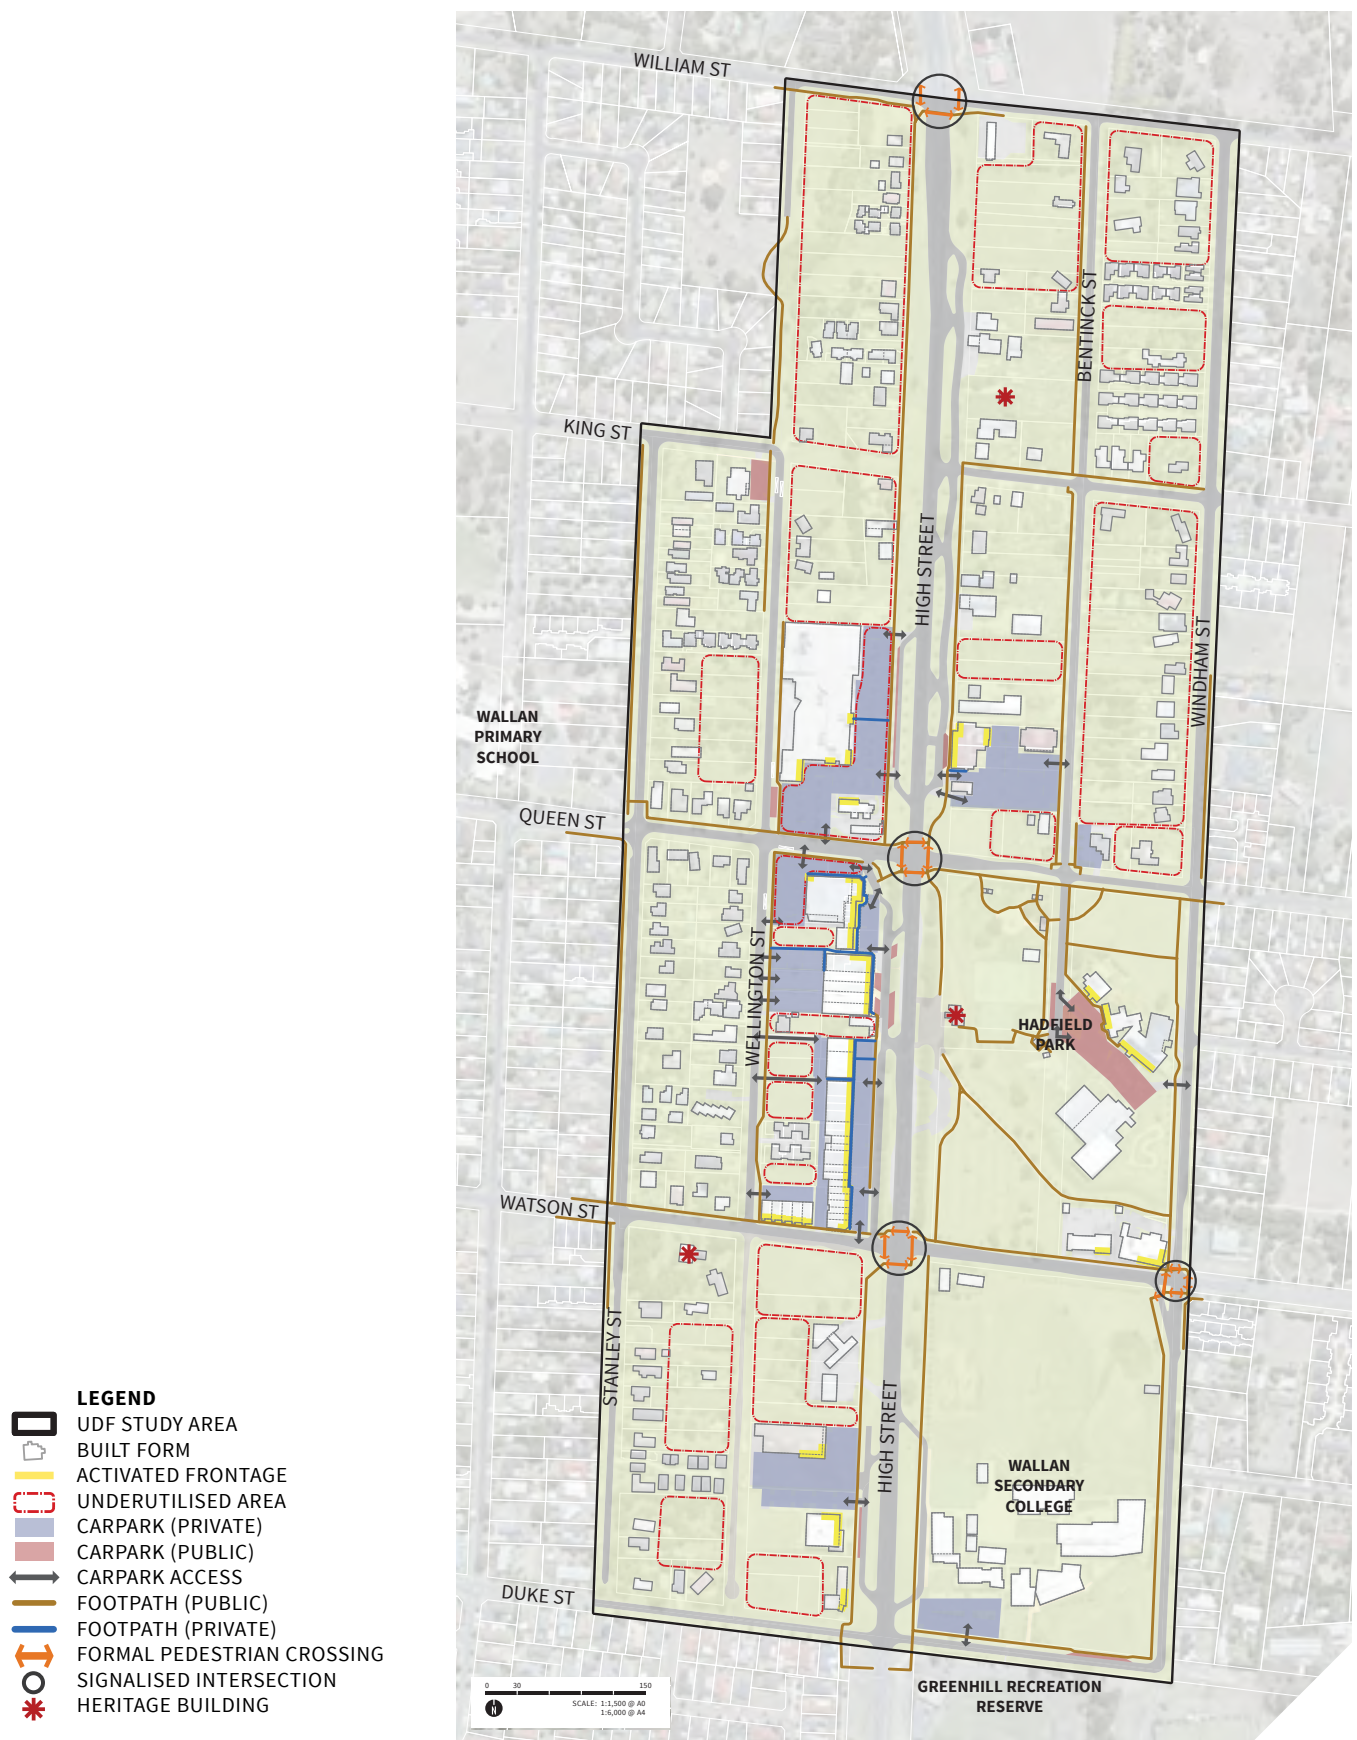 WILLIAM ST
BENTINCK ST
KING ST
HIGH STREET
WINDHAM ST
WALLAN
PRIMARY
SCHOOL
QUEEN ST
WELLINGTON ST
HADFIELD
PARK
WATSON ST
STANLEY ST
HIGH STREET
WALLAN
SECONDARY
COLLEGE
DUKE ST
GREENHILL RECREATION
RESERVE
LEGEND
UDF STUDY AREA
BUILT FORM
ACTIVATED FRONTAGE
UNDERUTILISED AREA
CARPARK (PRIVATE)
CARPARK (PUBLIC)
CARPARK ACCESS
FOOTPATH (PUBLIC)
FOOTPATH (PRIVATE)
FORMAL PEDESTRIAN CROSSING
SIGNALISED INTERSECTION
HERITAGE BUILDING
0 30 150
N
SCALE: 1:1,500 @ A0
1:6,000 @ A4